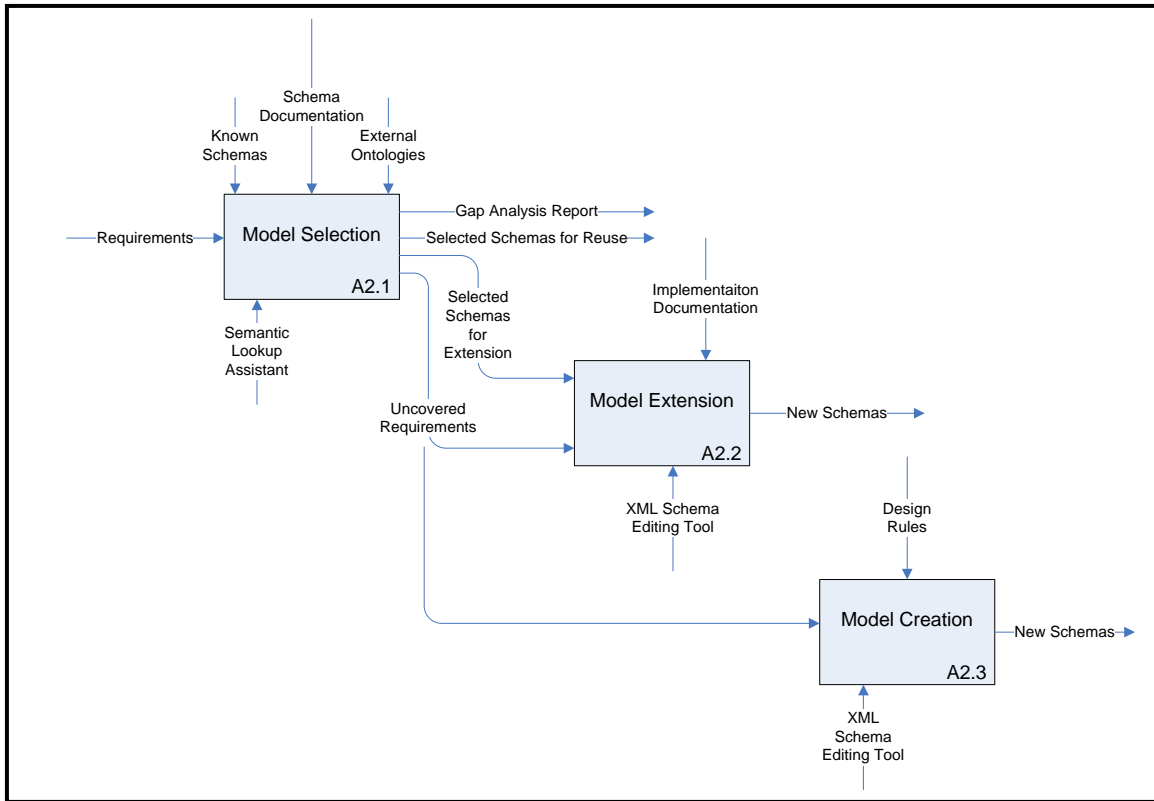 Schema
Documentation
Known
Schemas
External
Ontologies
Requirements
Model Selection
A2.1
Gap Analysis Report
Selected Schemas for Reuse
Semantic
Lookup
Assistant
Selected
Schemas
for
Extension
Implementaiton
Documentation
Uncovered
Requirements
Model Extension
A2.2
New Schemas
XML Schema
Editing Tool
Design
Rules
Model Creation
A2.3
New Schemas
XML
Schema
Editing Tool